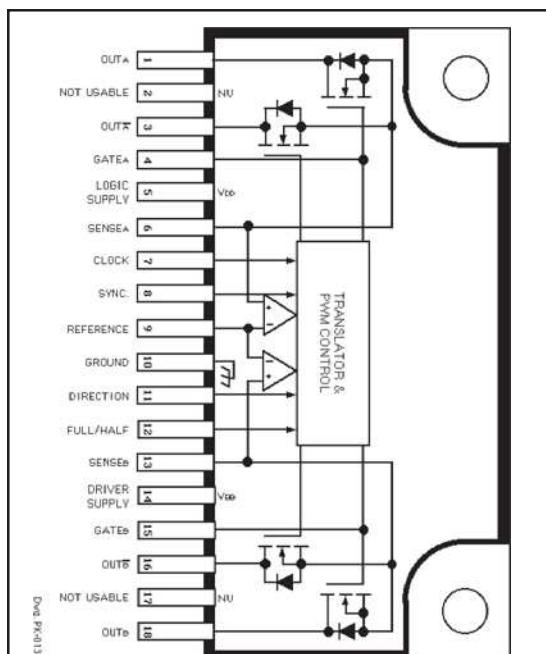 OUTA 1
NOT USABLE 2 NU
OUTA̅ 3
GATEA 4
LOGIC
SUPPLY 5 VDD
SENSEA 6
CLOCK 7
SYNC. 8
REFERENCE 9
GROUND 10
DIRECTION 11
FULL/HALF 12
SENSEB 13
DRIVER
SUPPLY 14 VBB
GATEB 15
OUTB̅ 16
NOT USABLE 17 NU
OUTB 18
TRANSLATOR &
PWM CONTROL
+
-
-
+
Dwg. PK-013